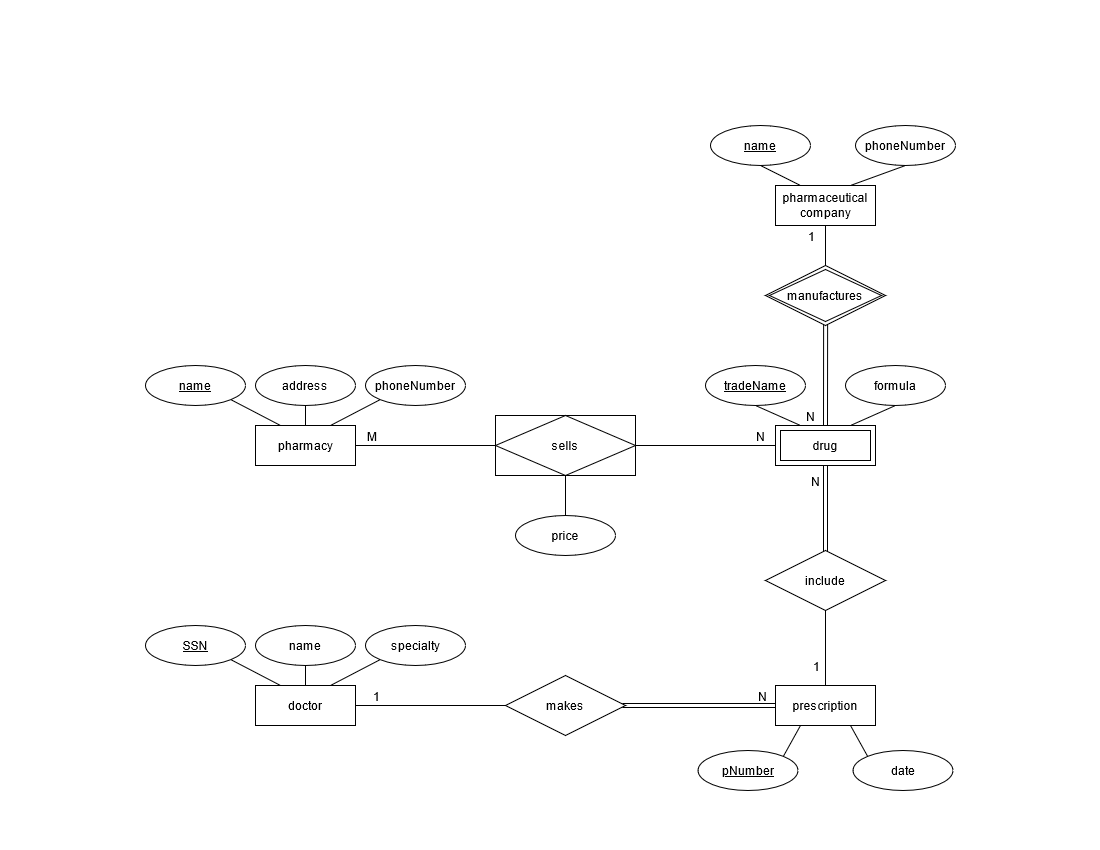 name
phoneNumber
pharmaceutical
company
1
manufactures
name
address
phoneNumber
tradeName
formula
N
pharmacy
M
sells
N
drug
N
price
include
SSN
name
specialty
1
doctor
1
makes
N
prescription
pNumber
date